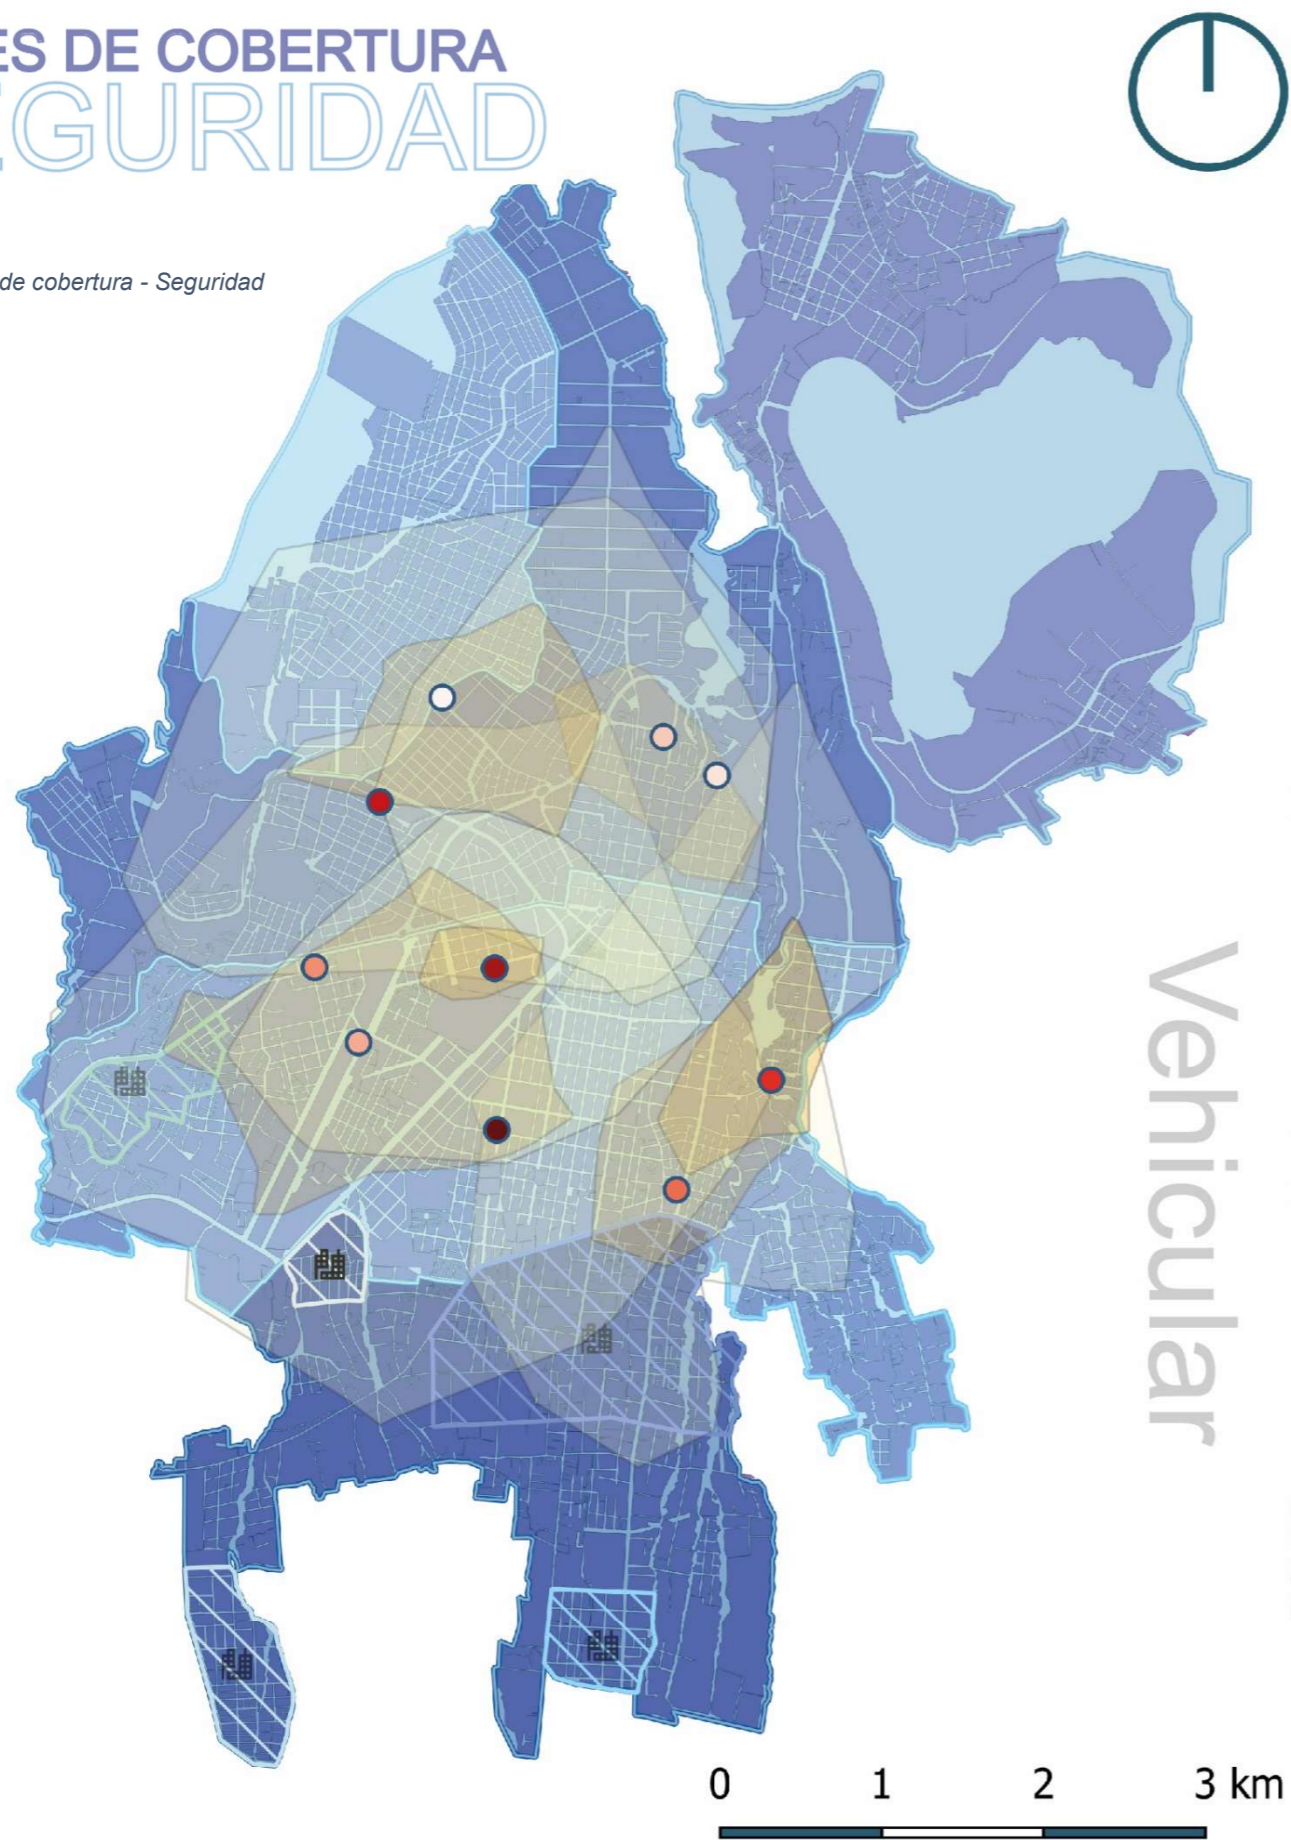 ES DE COBERTURA
EGURIDAD
de cobertura - Seguridad
Vehicular
0 1 2 3 km